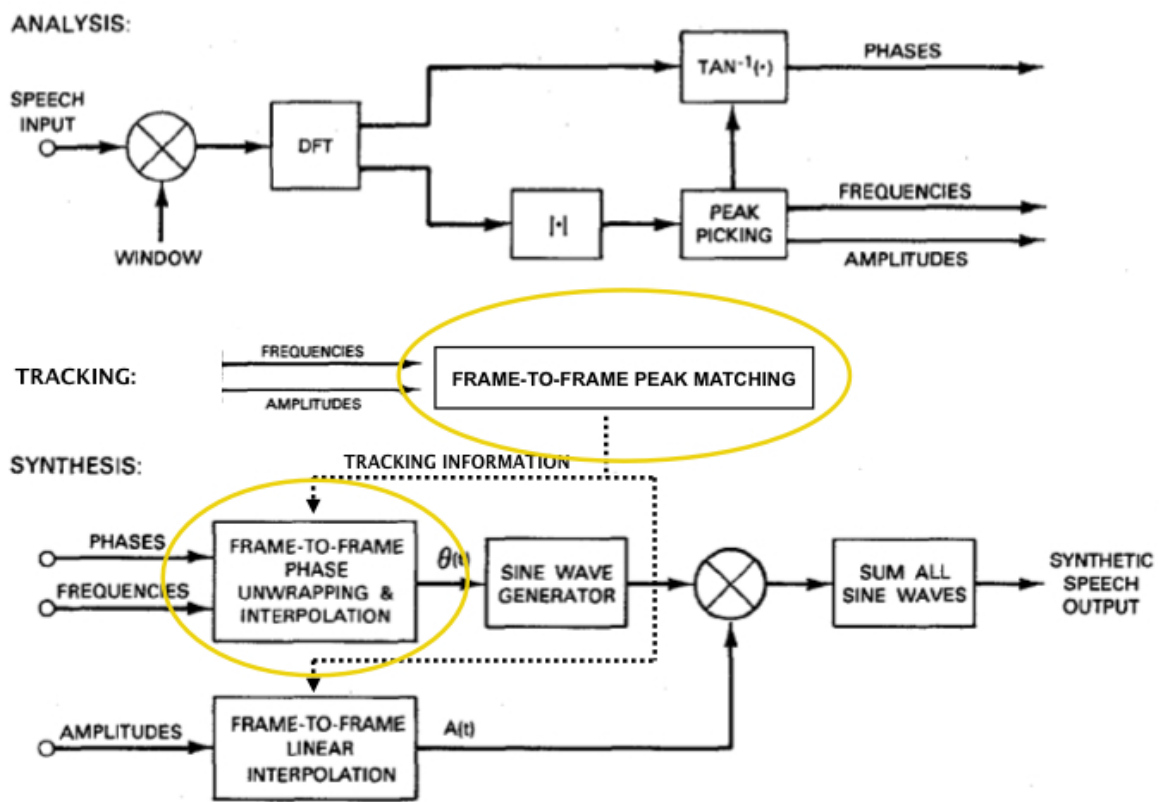 ANALYSIS:
SPEECH
INPUT
WINDOW
DFT
TAN⁻¹(·)
PHASES
|·|
PEAK
PICKING
FREQUENCIES
AMPLITUDES
TRACKING:
FREQUENCIES
AMPLITUDES
FRAME-TO-FRAME PEAK MATCHING
SYNTHESIS:
TRACKING INFORMATION
PHASES
FREQUENCIES
FRAME-TO-FRAME
PHASE
UNWRAPPING &
INTERPOLATION
θ(t)
SINE WAVE
GENERATOR
SUM ALL
SINE WAVES
SYNTHETIC
SPEECH
OUTPUT
AMPLITUDES
FRAME-TO-FRAME
LINEAR
INTERPOLATION
A(t)